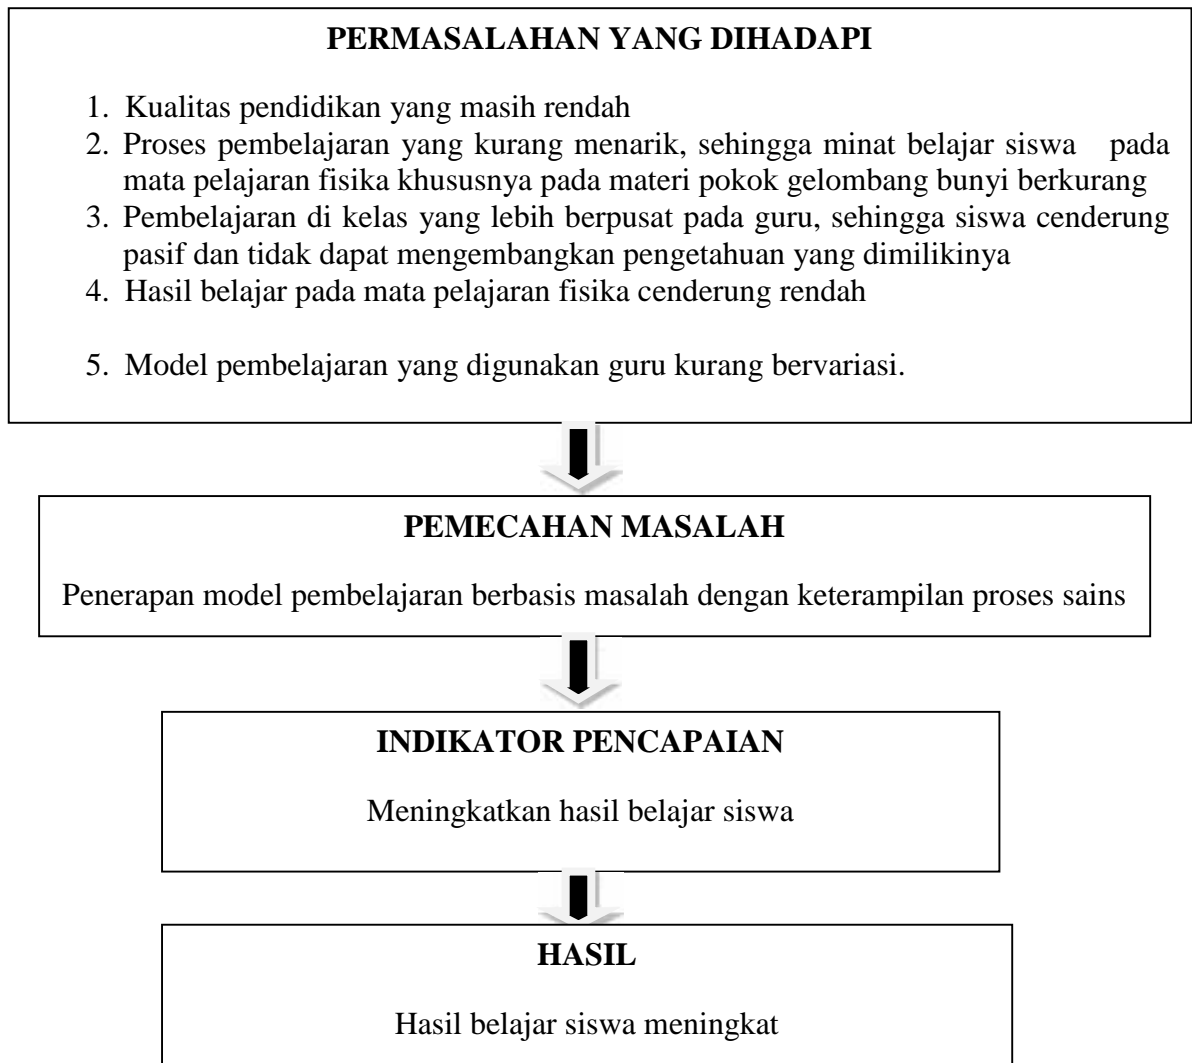 PERMASALAHAN YANG DIHADAPI
1. Kualitas pendidikan yang masih rendah
2. Proses pembelajaran yang kurang menarik, sehingga minat belajar siswa pada
mata pelajaran fisika khususnya pada materi pokok gelombang bunyi berkurang
3. Pembelajaran di kelas yang lebih berpusat pada guru, sehingga siswa cenderung
pasif dan tidak dapat mengembangkan pengetahuan yang dimilikinya
4. Hasil belajar pada mata pelajaran fisika cenderung rendah
5. Model pembelajaran yang digunakan guru kurang bervariasi.
PEMECAHAN MASALAH
Penerapan model pembelajaran berbasis masalah dengan keterampilan proses sains
INDIKATOR PENCAPAIAN
Meningkatkan hasil belajar siswa
HASIL
Hasil belajar siswa meningkat